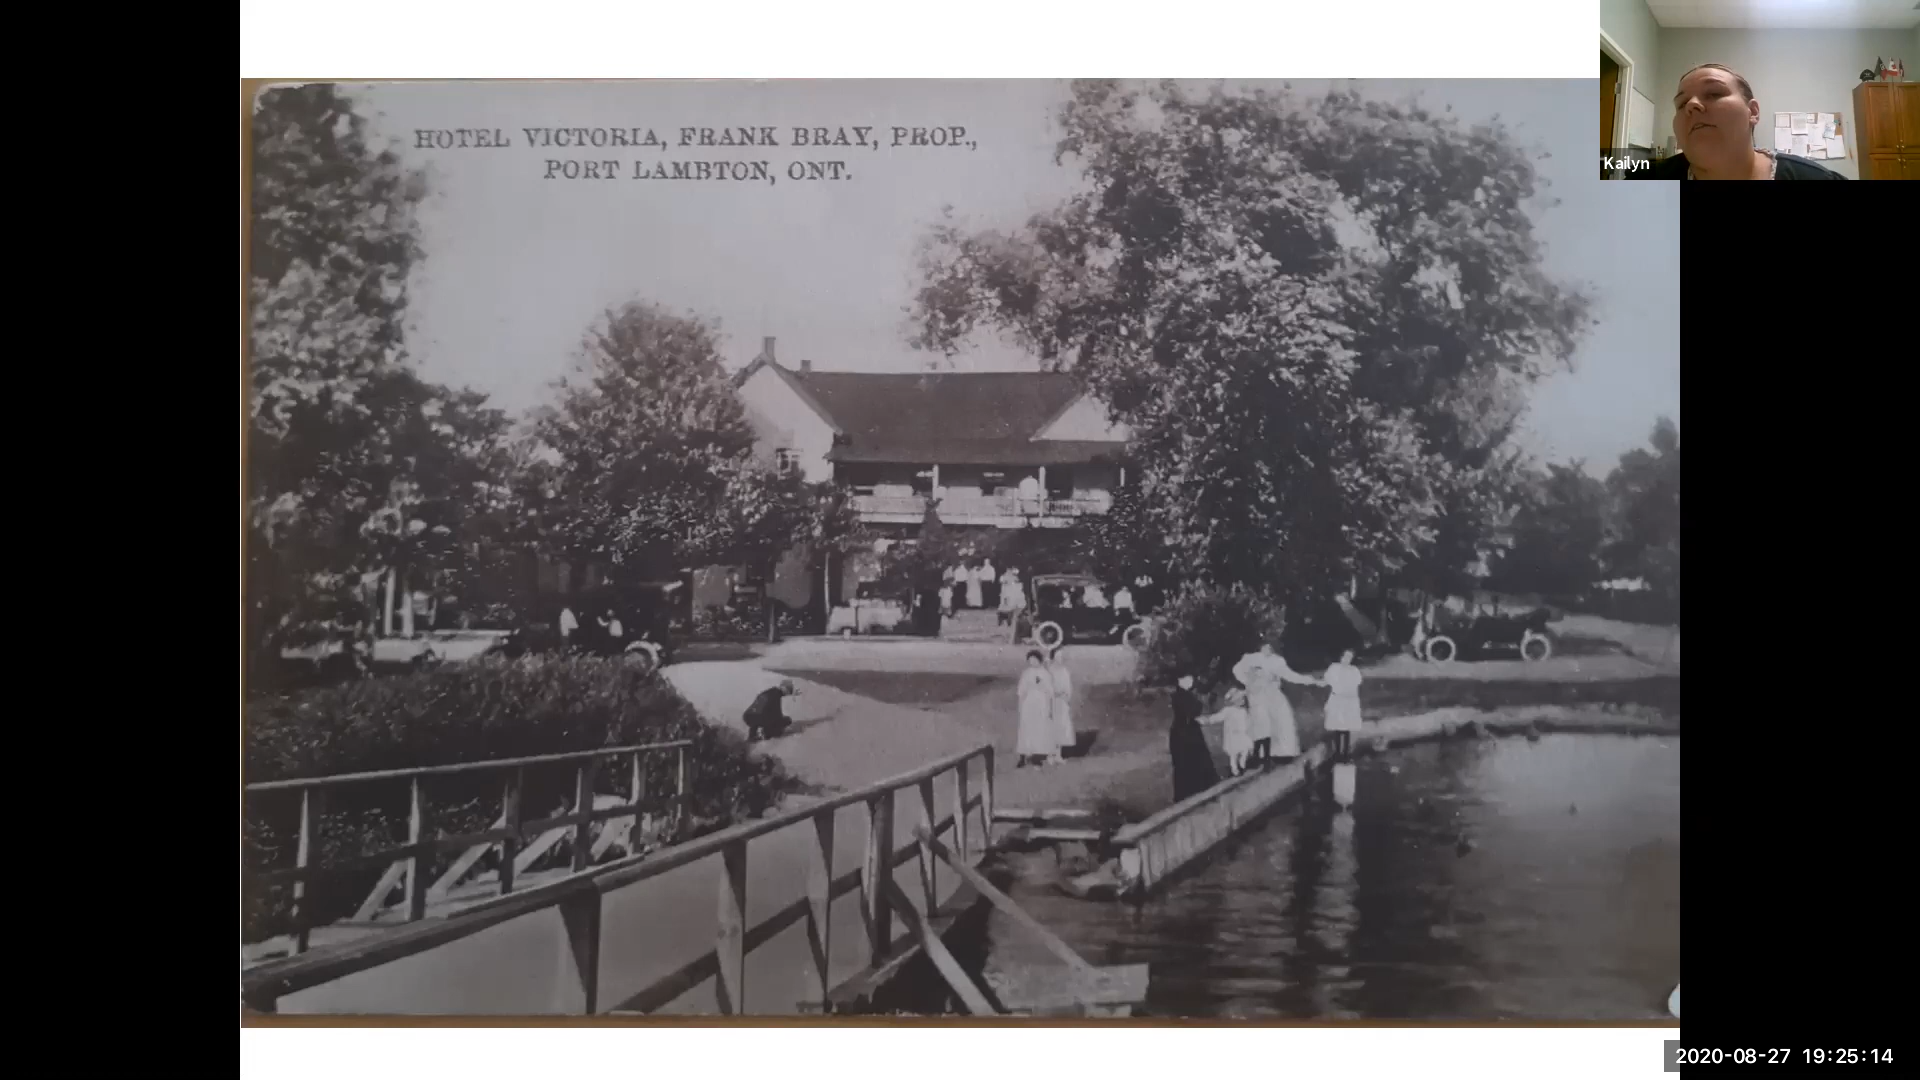 HOTEL VICTORIA, FRANK BRAY, PROP.,
PORT LAMBTON, ONT.
Kailyn
2020-08-27 19:25:14